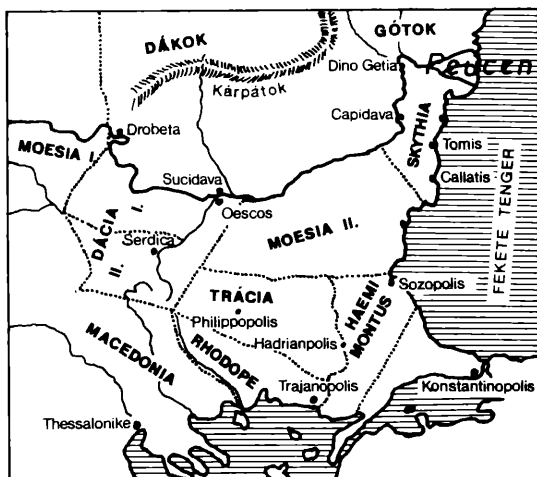 DÁKOK
GÓTOK
Dino Getia
Peucen
Kárpátok
Capidava
SKYTHIA
Drobeta
MOESIA I.
Tomis
Sucidava
Callatis
Oescos
DÁCIA I.
II.
MOESIA II.
Serdica
FEKETE TENGER
Sozopolis
TRÁCIA
HAEMI
MONTUS
Philippopolis
Hadrianpolis
RHODOPE
MACEDONIA
Trajanopolis
Konstantinopolis
Thessalonike